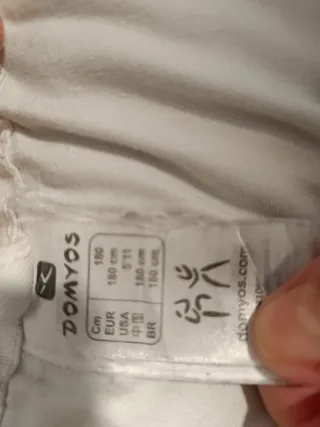 DOMYOS
Cm 180
EUR 180 cm
USA 5'11
中国 180 cm
BR 180 cm
domyos.com